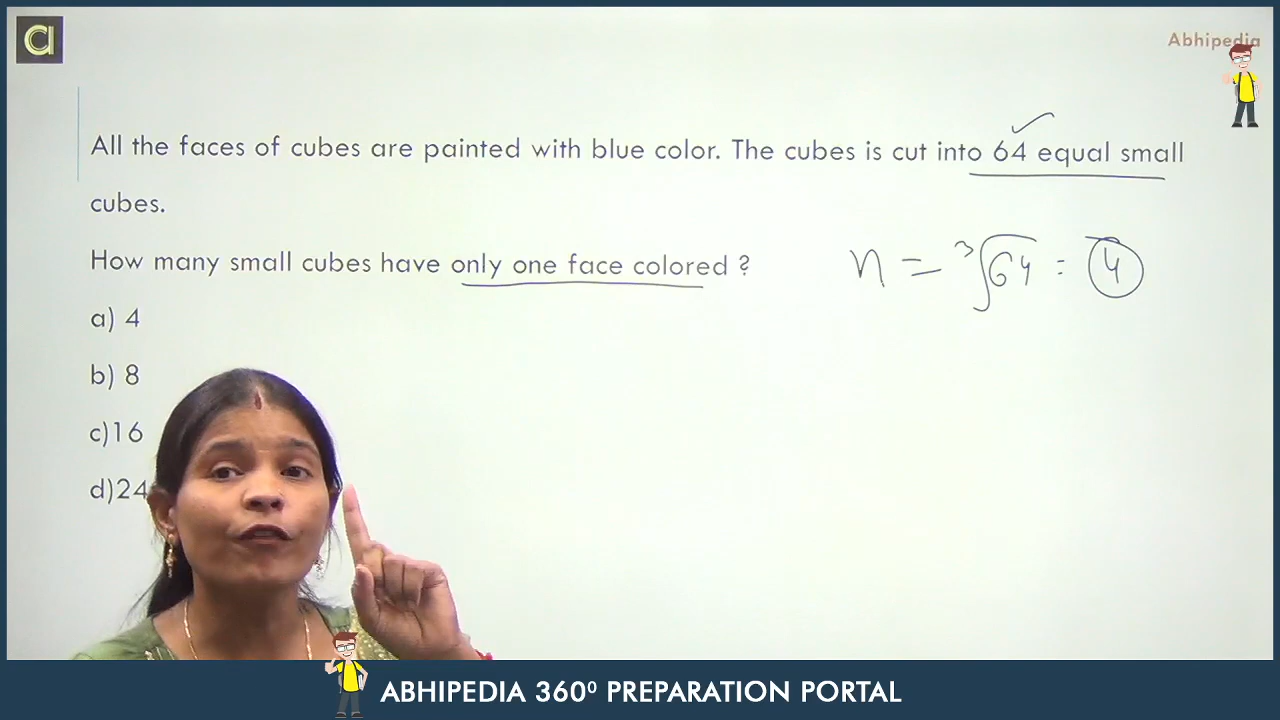 Abhipedia
All the faces of cubes are painted with blue color. The cubes is cut into 64 equal small
cubes.
How many small cubes have only one face colored ?
n = ³√64 = 4
a) 4
b) 8
c)16
d)24
ABHIPEDIA 360⁰ PREPARATION PORTAL